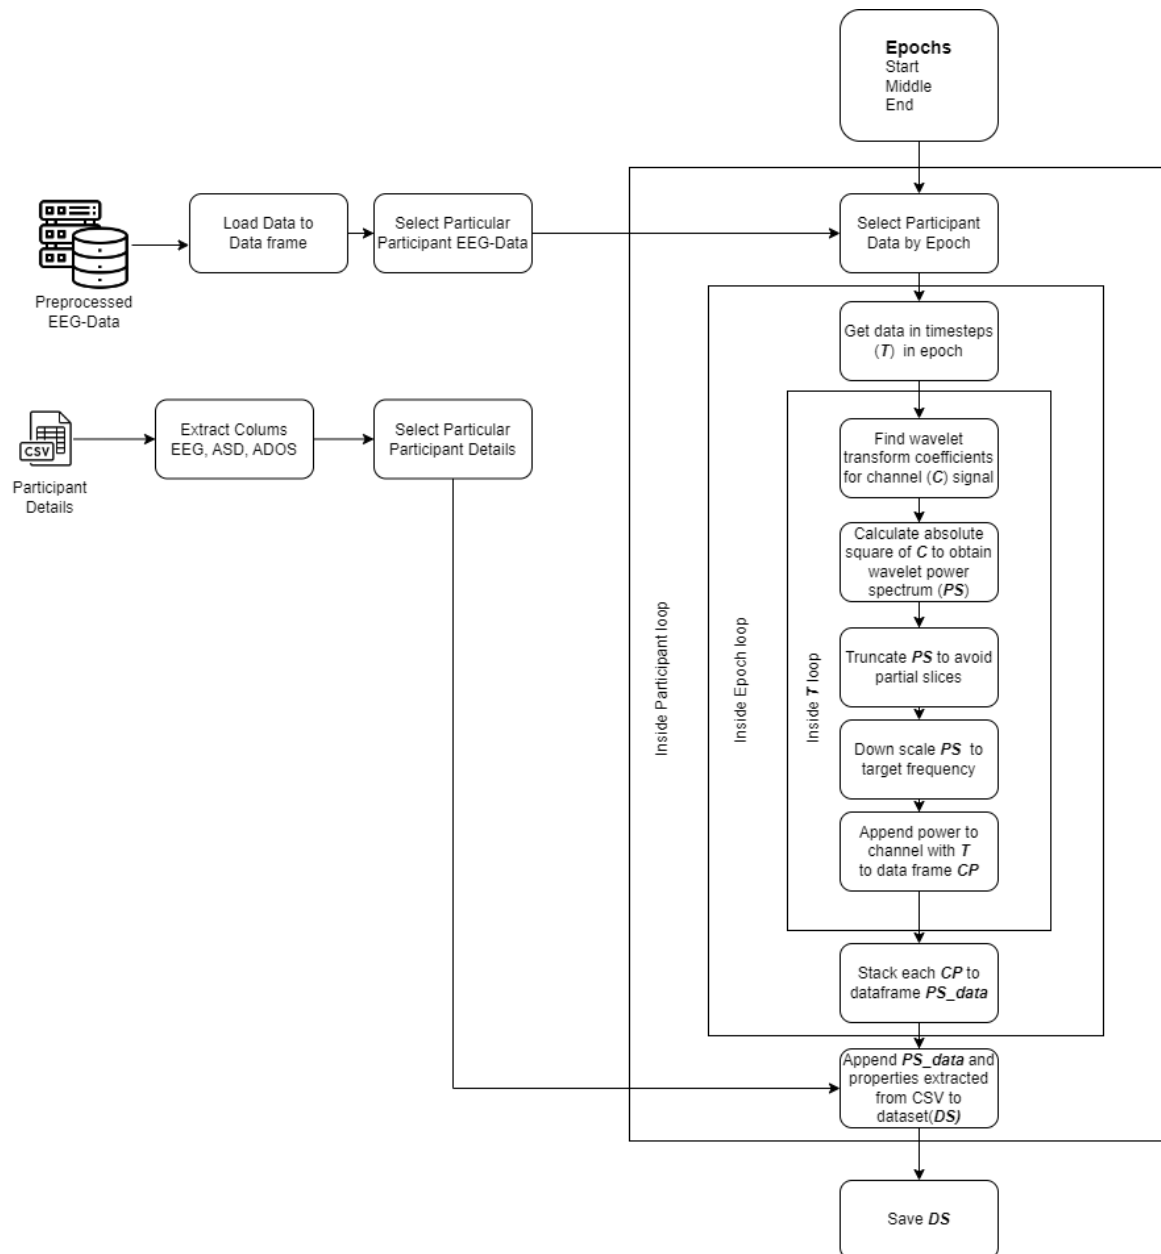 Epochs
Start
Middle
End
Preprocessed
EEG-Data
Load Data to
Data frame
Select Particular
Participant EEG-Data
Select Participant
Data by Epoch
Get data in timesteps
(T) in epoch
CSV
Participant
Details
Extract Colums
EEG, ASD, ADOS
Select Particular
Participant Details
Inside Participant loop
Inside Epoch loop
Inside T loop
Find wavelet
transform coefficients
for channel (C) signal
Calculate absolute
square of C to obtain
wavelet power
spectrum (PS)
Truncate PS to avoid
partial slices
Down scale PS to
target frequency
Append power to
channel with T
to data frame CP
Stack each CP to
dataframe PS_data
Append PS_data and
properties extracted
from CSV to
dataset(DS)
Save DS